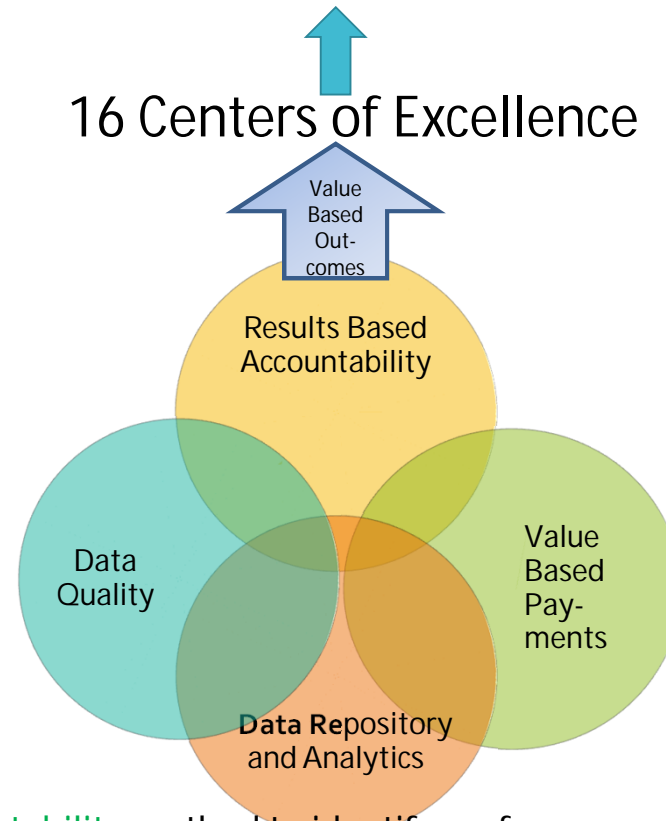 16 Centers of Excellence
Value
Based
Out-
comes
Results Based
Accountability
Data
Quality
Value
Based
Pay-
ments
Data Repository
and Analytics